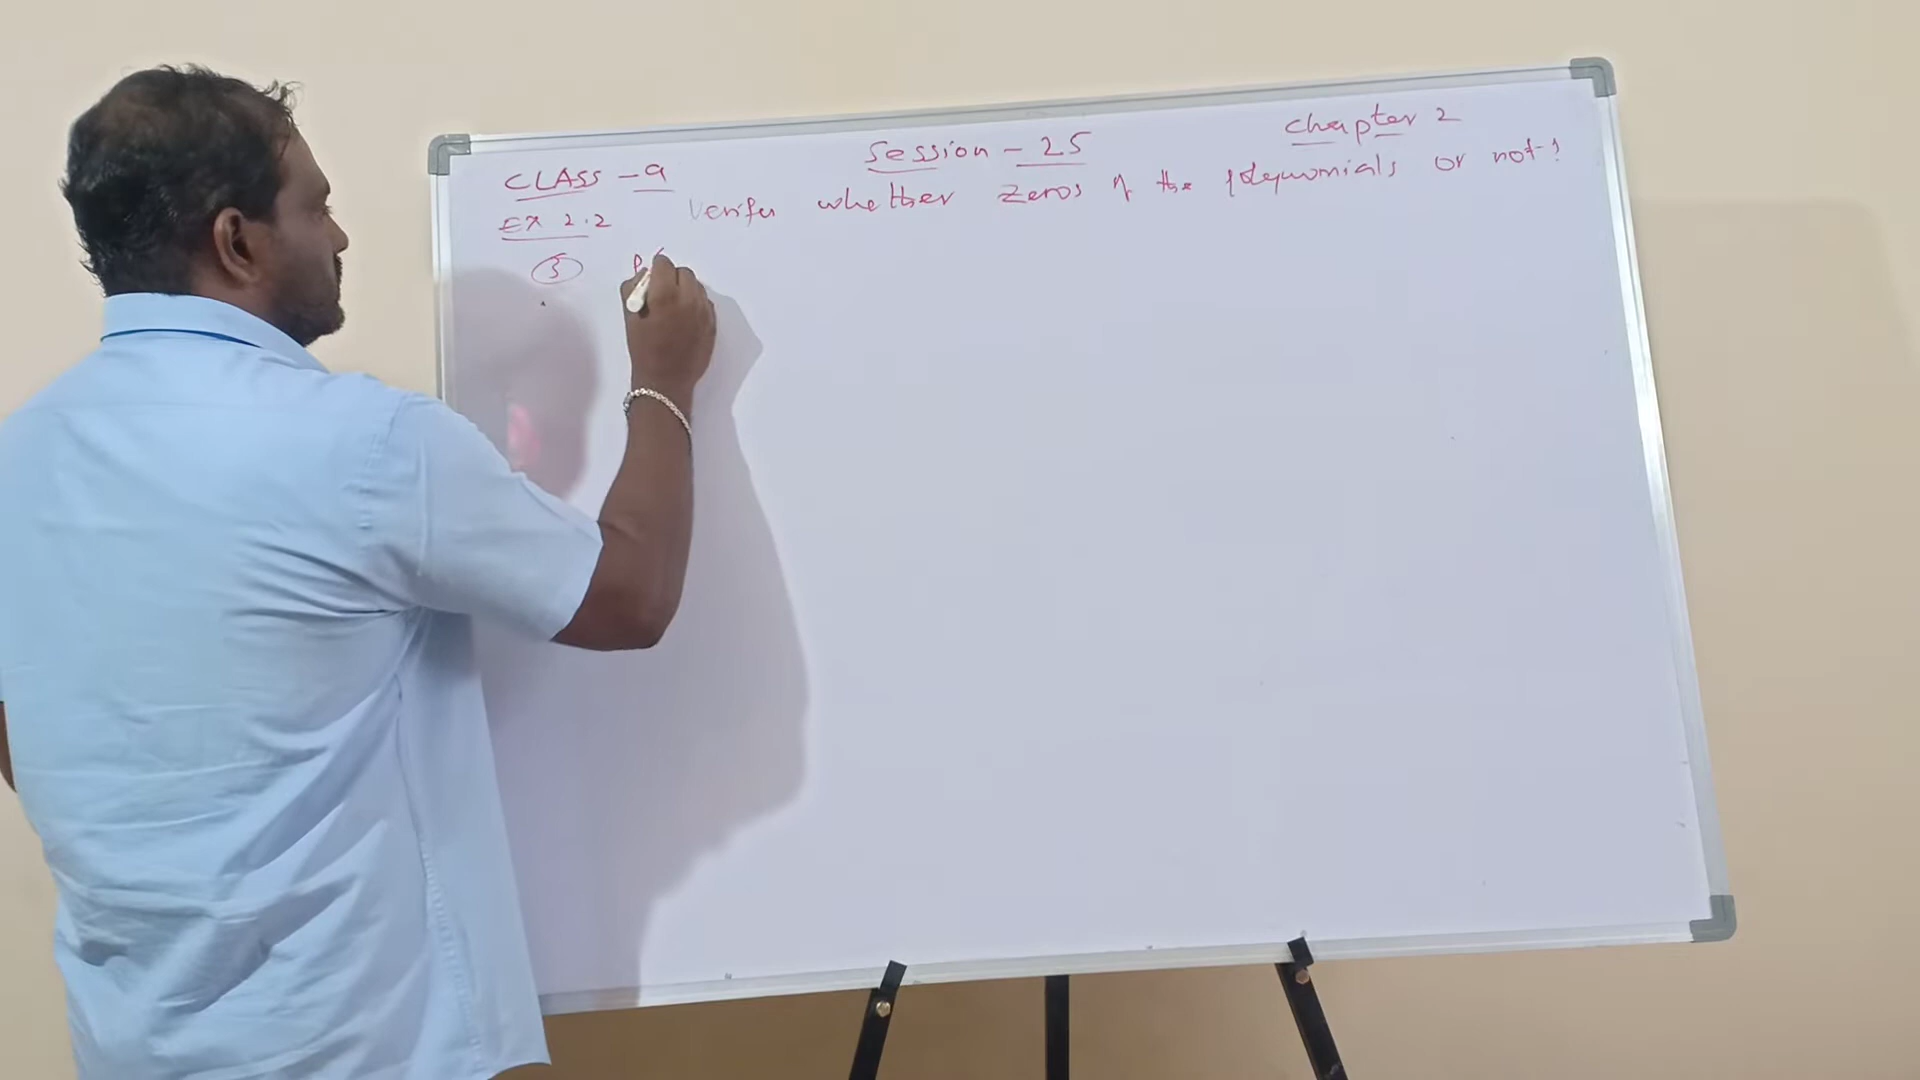 CLASS - 9 Session - 25 Chapter 2
EX 2.2 Verify whether zeros of the polynomials or not!
3 P(